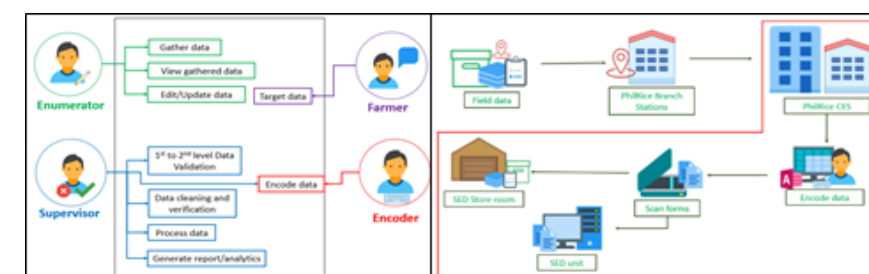 Gather data
View gathered data
Edit/Update data
Enumerator
Target data
Farmer
1st to 2nd level Data
Validation
Encode data
Data cleaning and
verification
Supervisor
Encoder
Process data
Generate report/analytics
Field data
PhilRice Branch
Stations
PhilRice CES
SED Store room
Scan forms
Encode data
SED unit